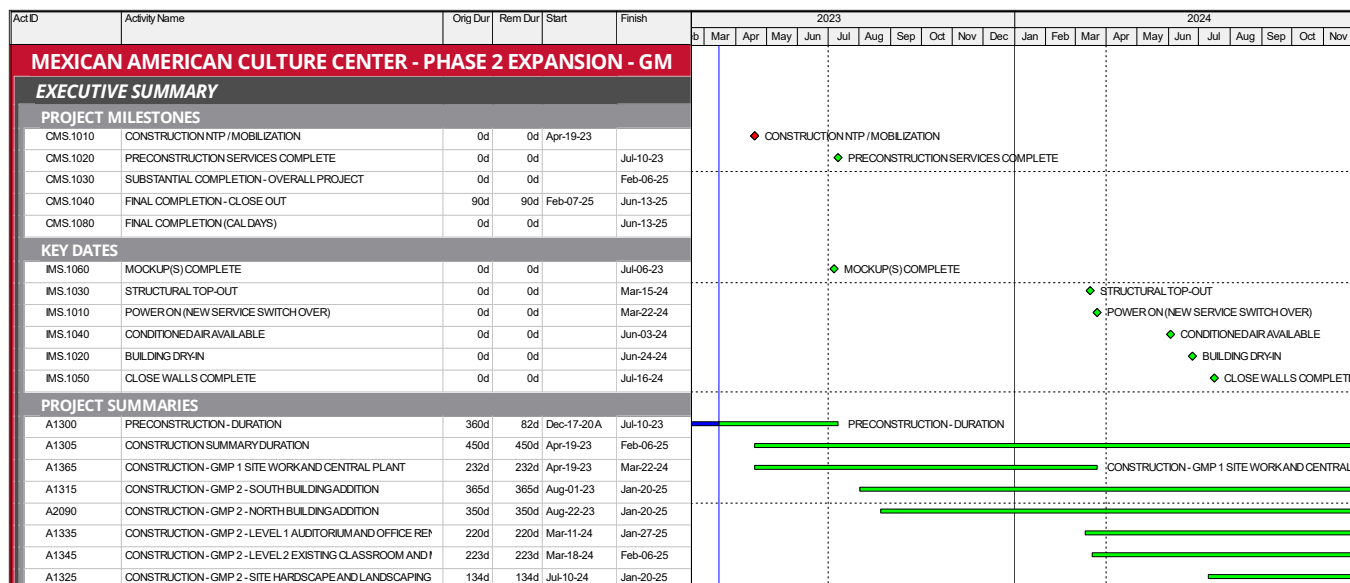 Act ID Activity Name Orig Dur Rem Dur Start Finish 2023 2024
b Mar Apr May Jun Jul Aug Sep Oct Nov Dec Jan Feb Mar Apr May Jun Jul Aug Sep Oct Nov
MEXICAN AMERICAN CULTURE CENTER - PHASE 2 EXPANSION - GM
EXECUTIVE SUMMARY
PROJECT MILESTONES
CMS.1010 CONSTRUCTION NTP / MOBILIZATION 0d 0d Apr-19-23 CONSTRUCTION NTP / MOBILIZATION
CMS.1020 PRECONSTRUCTION SERVICES COMPLETE 0d 0d Jul-10-23 PRECONSTRUCTION SERVICES COMPLETE
CMS.1030 SUBSTANTIAL COMPLETION - OVERALL PROJECT 0d 0d Feb-06-25
CMS.1040 FINAL COMPLETION - CLOSE OUT 90d 90d Feb-07-25 Jun-13-25
CMS.1080 FINAL COMPLETION (CAL DAYS) 0d 0d Jun-13-25
KEY DATES
IMS.1060 MOCKUP(S) COMPLETE 0d 0d Jul-06-23 MOCKUP(S) COMPLETE
IMS.1030 STRUCTURAL TOP-OUT 0d 0d Mar-15-24 STRUCTURAL TOP-OUT
IMS.1010 POWER ON (NEW SERVICE SWITCH OVER) 0d 0d Mar-22-24 POWER ON (NEW SERVICE SWITCH OVER)
IMS.1040 CONDITIONED AIR AVAILABLE 0d 0d Jun-03-24 CONDITIONED AIR AVAILABLE
IMS.1020 BUILDING DRY-IN 0d 0d Jun-24-24 BUILDING DRY-IN
IMS.1050 CLOSE WALLS COMPLETE 0d 0d Jul-16-24 CLOSE WALLS COMPLETE
PROJECT SUMMARIES
A1300 PRECONSTRUCTION - DURATION 360d 82d Dec-17-20 A Jul-10-23 PRECONSTRUCTION - DURATION
A1305 CONSTRUCTION SUMMARY DURATION 450d 450d Apr-19-23 Feb-06-25
A1365 CONSTRUCTION - GMP 1 SITE WORK AND CENTRAL PLANT 232d 232d Apr-19-23 Mar-22-24 CONSTRUCTION - GMP 1 SITE WORK AND CENTRAL
A1315 CONSTRUCTION - GMP 2 - SOUTH BUILDING ADDITION 365d 365d Aug-01-23 Jan-20-25
A2090 CONSTRUCTION - GMP 2 - NORTH BUILDING ADDITION 350d 350d Aug-22-23 Jan-20-25
A1335 CONSTRUCTION - GMP 2 - LEVEL 1 AUDITORIUM AND OFFICE REN 220d 220d Mar-11-24 Jan-27-25
A1345 CONSTRUCTION - GMP 2 - LEVEL 2 EXISTING CLASSROOM AND 223d 223d Mar-18-24 Feb-06-25
A1325 CONSTRUCTION - GMP 2 - SITE HARDSCAPE AND LANDSCAPING 134d 134d Jul-10-24 Jan-20-25